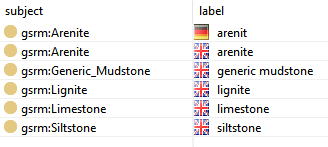 subject label
gsrm:Arenite arenit
gsrm:Arenite arenite
gsrm:Generic_Mudstone generic mudstone
gsrm:Lignite lignite
gsrm:Limestone limestone
gsrm:Siltstone siltstone